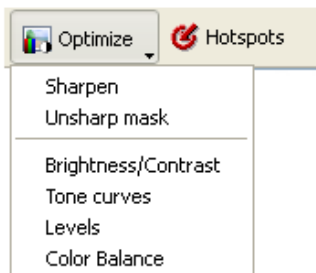 Optimize Hotspots
Sharpen
Unsharp mask
Brightness/Contrast
Tone curves
Levels
Color Balance